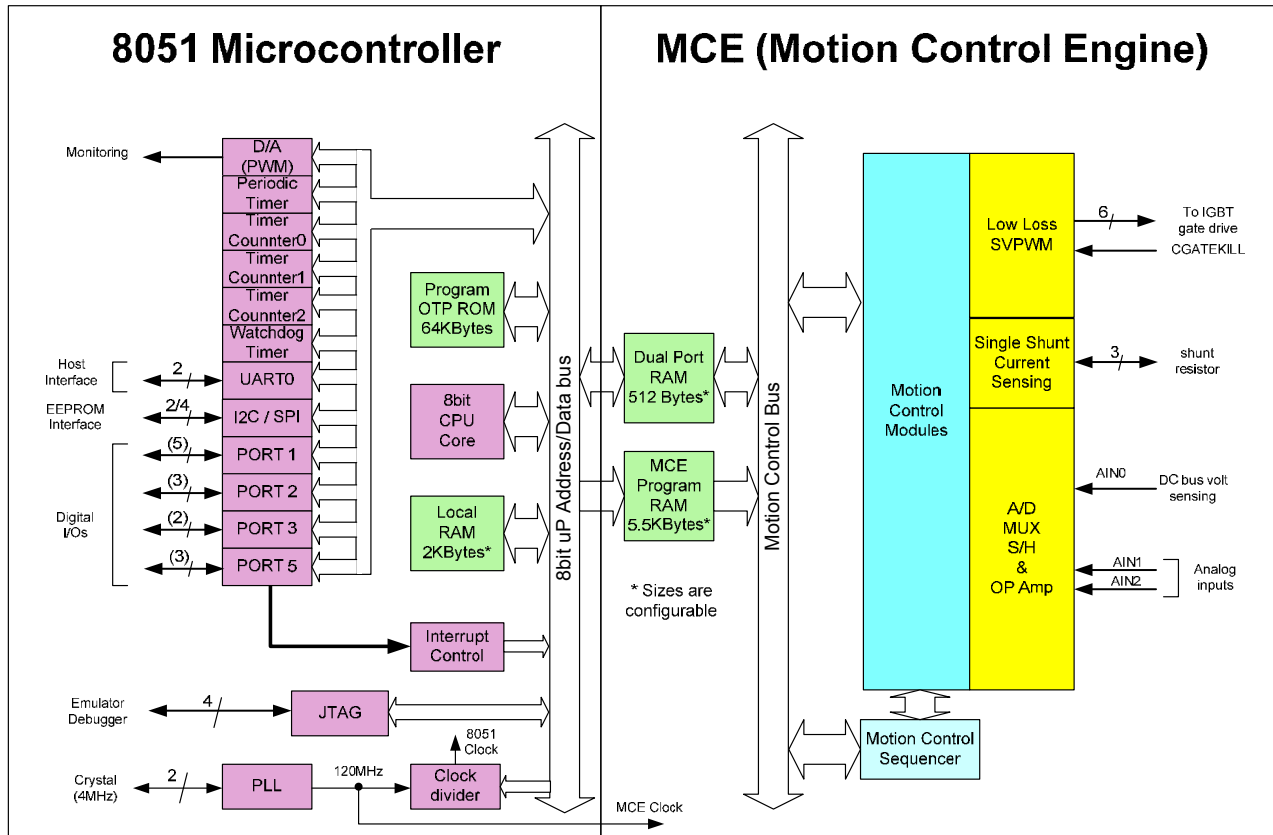 8051 Microcontroller
MCE (Motion Control Engine)
Monitoring
D/A
(PWM)
Periodic
Timer
Timer
Counnter0
Timer
Counnter1
Timer
Counnter2
Watchdog
Timer
Host
Interface
2
UART0
EEPROM
Interface
2/4
I2C / SPI
Digital
I/Os
(5)
PORT 1
(3)
PORT 2
(2)
PORT 3
(3)
PORT 5
Program
OTP ROM
64KBytes
8bit
CPU
Core
Local
RAM
2KBytes*
Interrupt
Control
Emulator
Debugger
4
JTAG
8051
Clock
Crystal
(4MHz)
2
PLL
120MHz
Clock
divider
MCE Clock
8bit uP Address/Data bus
Dual Port
RAM
512 Bytes*
MCE
Program
RAM
5.5KBytes*
* Sizes are
configurable
Motion Control Bus
Motion
Control
Modules
Low Loss
SVPWM
6
To IGBT
gate drive
CGATEKILL
Single Shunt
Current
Sensing
3
shunt
resistor
A/D
MUX
S/H
&
OP Amp
AIN0
DC bus volt
sensing
AIN1
AIN2
Analog
inputs
Motion Control
Sequencer